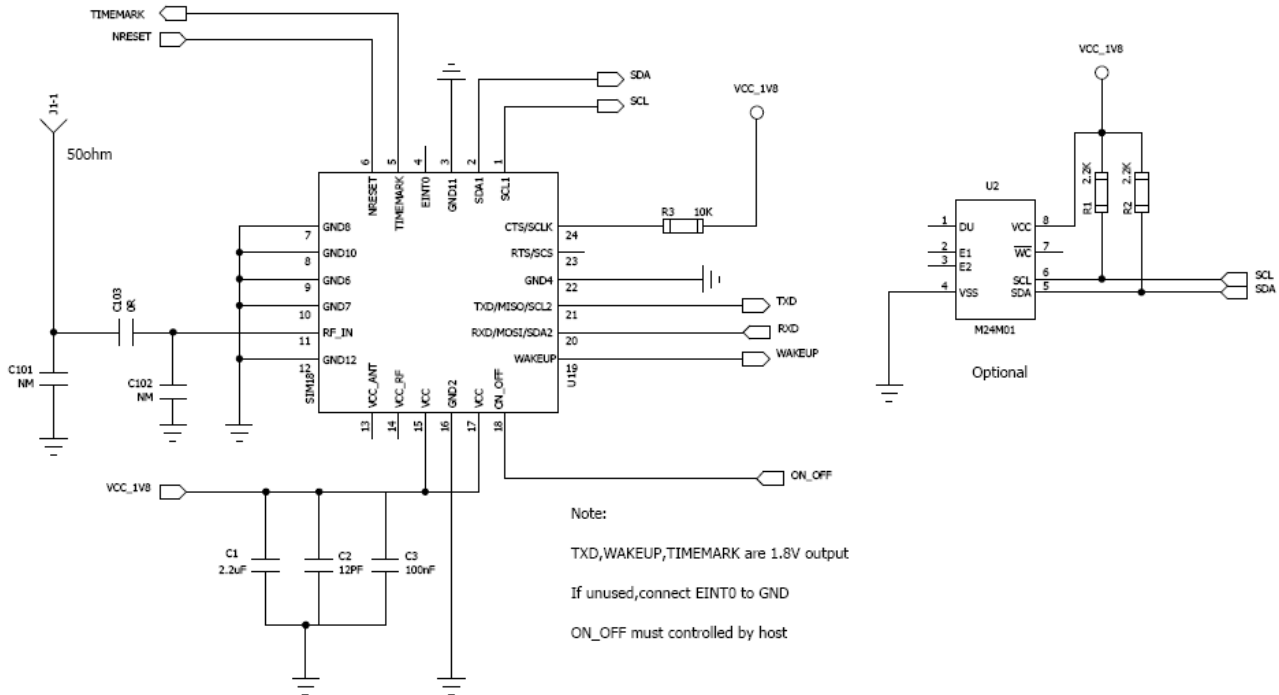 TIMEMARK
NRESET
J1-1
50ohm
SDA
SCL
VCC_1V8
VCC_1V8
6
5
4
3
2
1
NRESET
TIMEMARK
EINT0
GND11
SDA1
SCL1
GND8
7
GND10
8
GND6
9
GND7
10
RF_IN
11
GND12
12
CTS/SCLK
24
RTS/SCS
23
GND4
22
TXD/MISO/SCL2
21
RXD/MOSI/SDA2
20
WAKEUP
19
SIM18
U19
R3 10K
TXD
RXD
WAKEUP
C103
0R
C101
NM
C102
NM
VCC_ANT
VCC_RF
VCC
GND2
VCC
ON_OFF
13
14
15
16
17
18
ON_OFF
VCC_1V8
C1
2.2uF
C2
12PF
C3
100nF
U2
2.2K
R1
2.2K
R2
1 DU
2 E1
3 E2
4 VSS
VCC 8
WC 7
SCL 6
SDA 5
M24M01
SCL
SDA
Optional
Note:
TXD,WAKEUP,TIMEMARK are 1.8V output
If unused,connect EINT0 to GND
ON_OFF must controlled by host